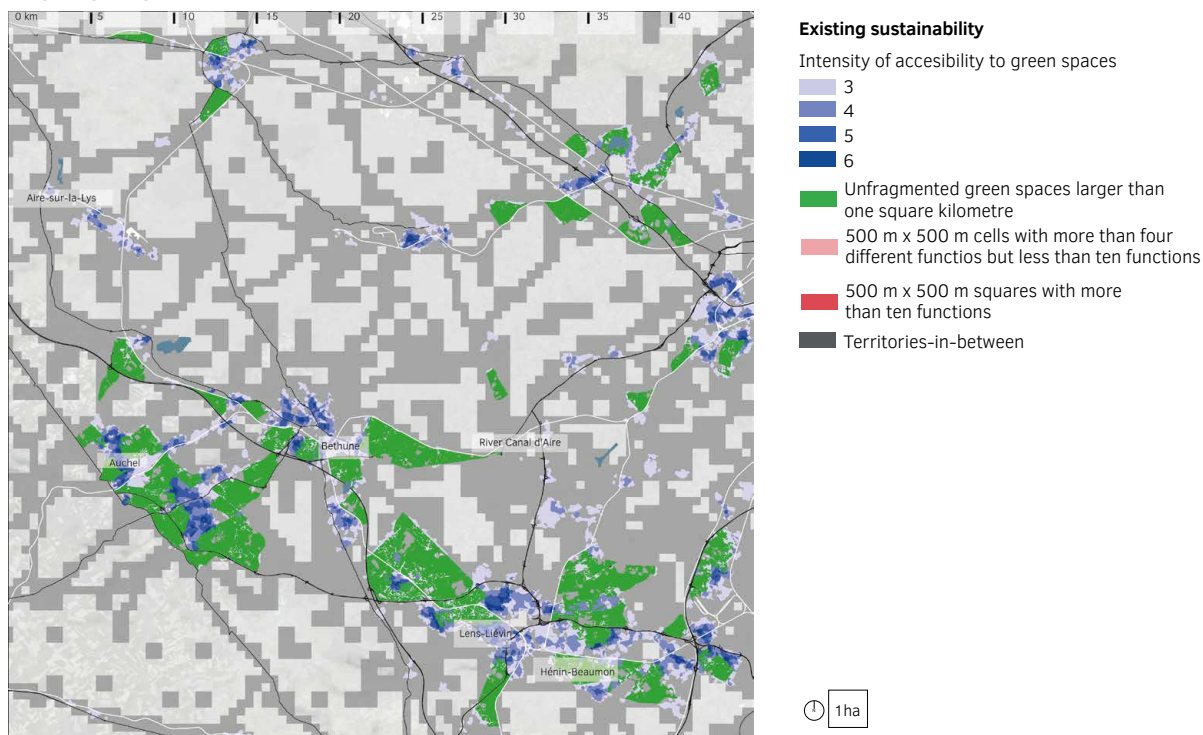 0 km 5 10 15 20 25 30 35 40
Aire-sur-la-Lys
Bethune
River Canal d'Aire
Auchel
Lens-Liévin
Hénin-Beaumon
Existing sustainability
Intensity of accesibility to green spaces
3
4
5
6
Unfragmented green spaces larger than
one square kilometre
500 m x 500 m cells with more than four
different functios but less than ten functions
500 m x 500 m squares with more
than ten functions
Territories-in-between
1ha